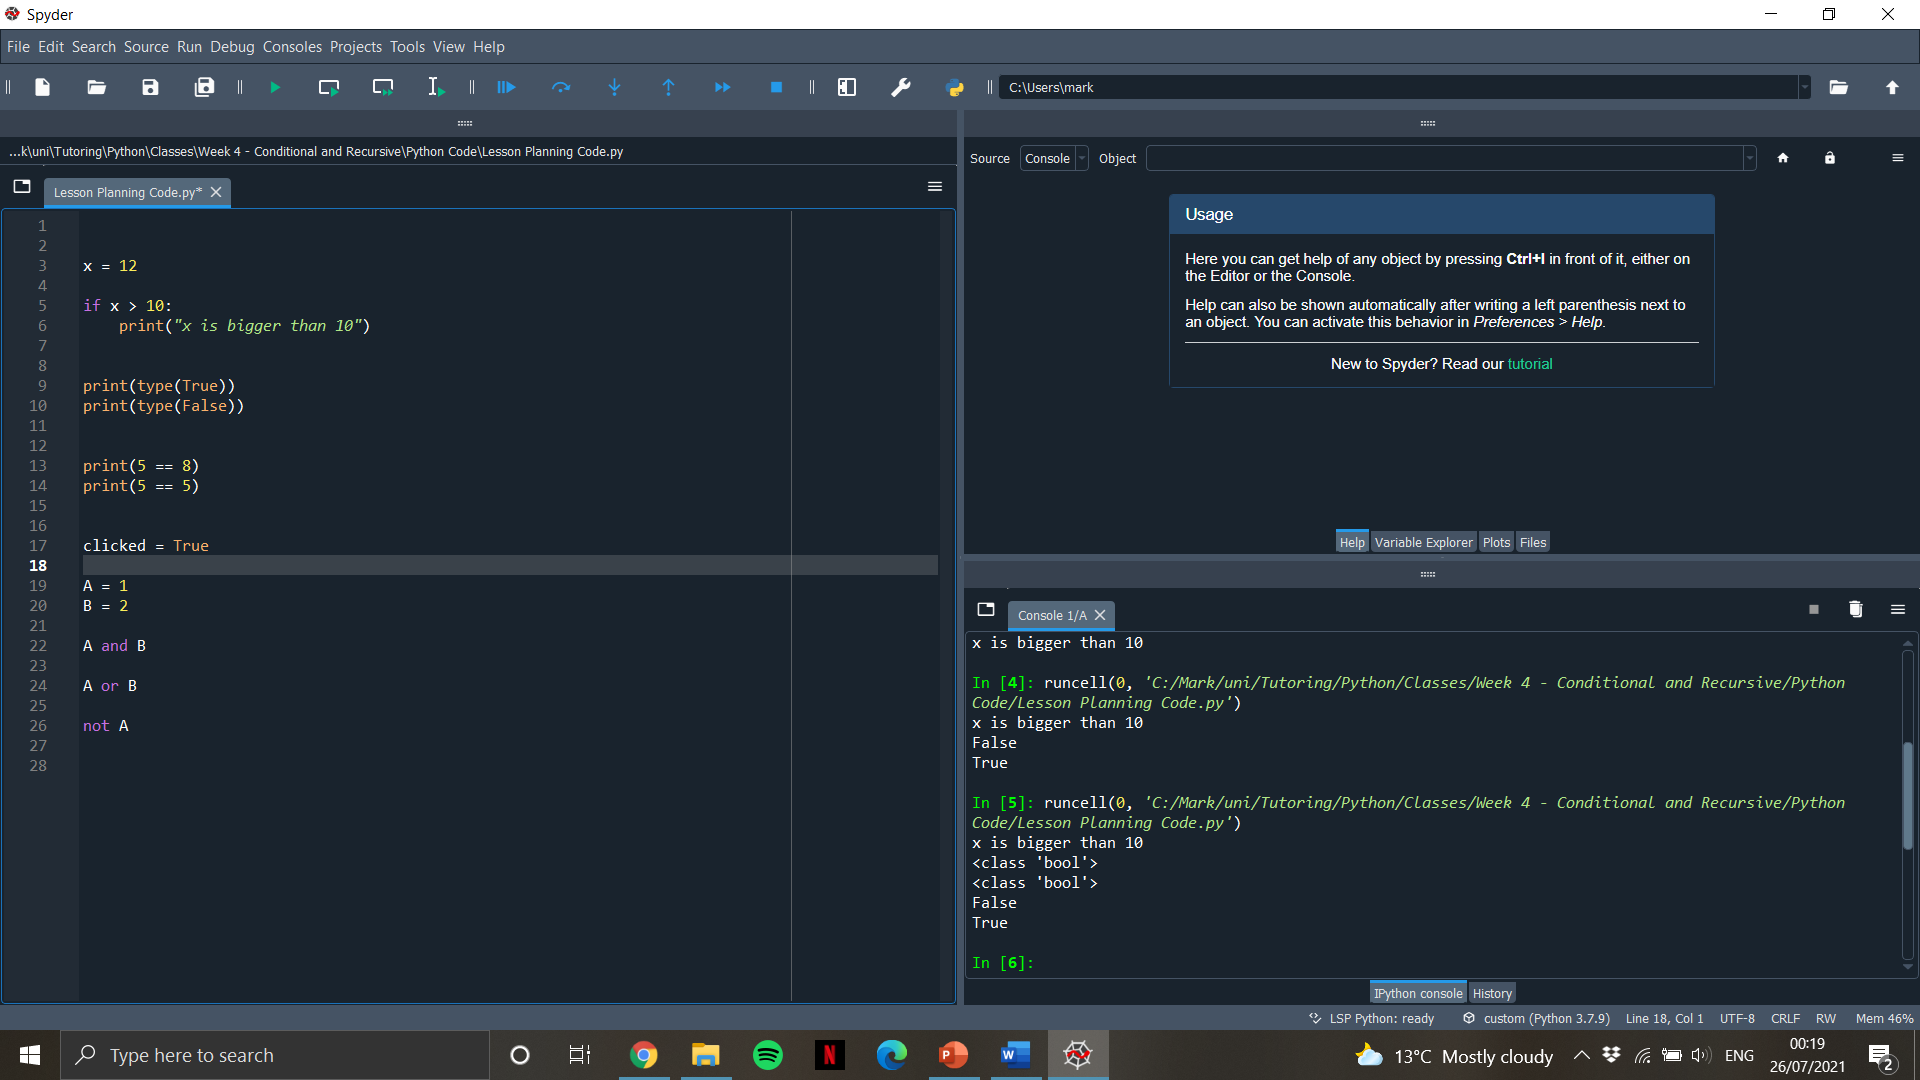 Spyder
File Edit Search Source Run Debug Consoles Projects Tools View Help
C:\Users\mark
...k\uni\Tutoring\Python\Classes\Week 4 - Conditional and Recursive\Python Code\Lesson Planning Code.py
Lesson Planning Code.py*
1
2
3 x = 12
4
5 if x > 10:
6 print("x is bigger than 10")
7
8
9 print(type(True))
10 print(type(False))
11
12
13 print(5 == 8)
14 print(5 == 5)
15
16
17 clicked = True
18
19 A = 1
20 B = 2
21
22 A and B
23
24 A or B
25
26 not A
27
28
Source Console Object
Usage
Here you can get help of any object by pressing Ctrl+I in front of it, either on
the Editor or the Console.
Help can also be shown automatically after writing a left parenthesis next to
an object. You can activate this behavior in Preferences > Help.
New to Spyder? Read our tutorial
Help Variable Explorer Plots Files
Console 1/A
x is bigger than 10
In [4]: runcell(0, 'C:/Mark/uni/Tutoring/Python/Classes/Week 4 - Conditional and Recursive/Python
Code/Lesson Planning Code.py')
x is bigger than 10
False
True
In [5]: runcell(0, 'C:/Mark/uni/Tutoring/Python/Classes/Week 4 - Conditional and Recursive/Python
Code/Lesson Planning Code.py')
x is bigger than 10
<class 'bool'>
<class 'bool'>
False
True
In [6]:
IPython console History
LSP Python: ready custom (Python 3.7.9) Line 18, Col 1 UTF-8 CRLF RW Mem 46%
Type here to search
N
P
W
13°C Mostly cloudy
ENG
00:19
26/07/2021
2